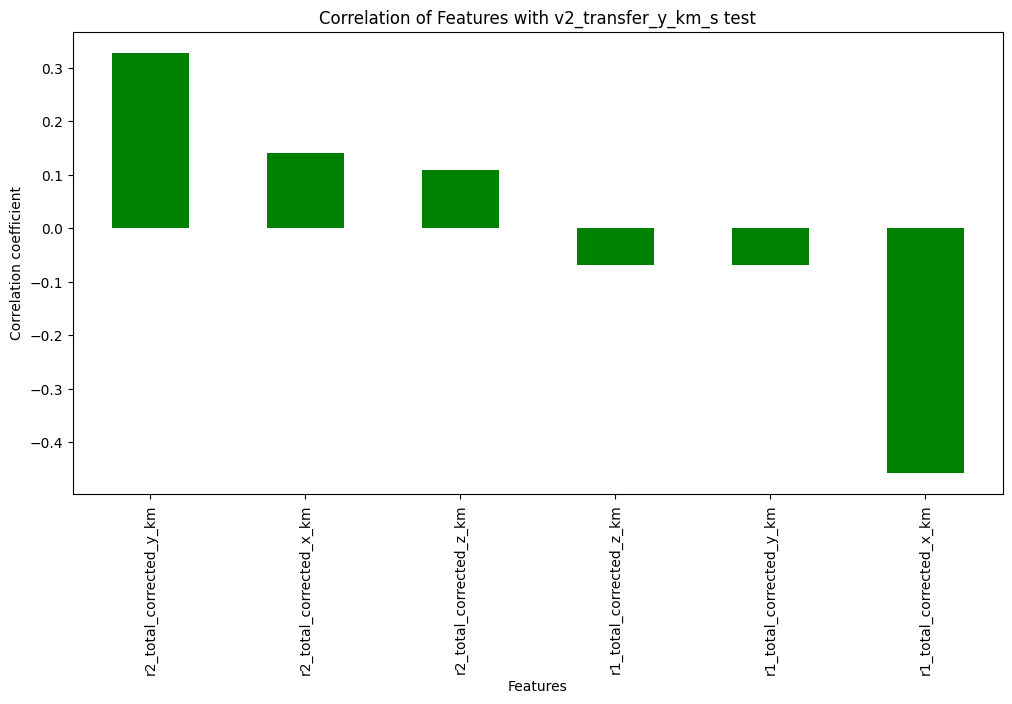 Correlation of Features with v2_transfer_y_km_s test
Correlation coefficient
0.3
0.2
0.1
0.0
−0.1
−0.2
−0.3
−0.4
r2_total_corrected_y_km
r2_total_corrected_x_km
r2_total_corrected_z_km
r1_total_corrected_z_km
r1_total_corrected_y_km
r1_total_corrected_x_km
Features